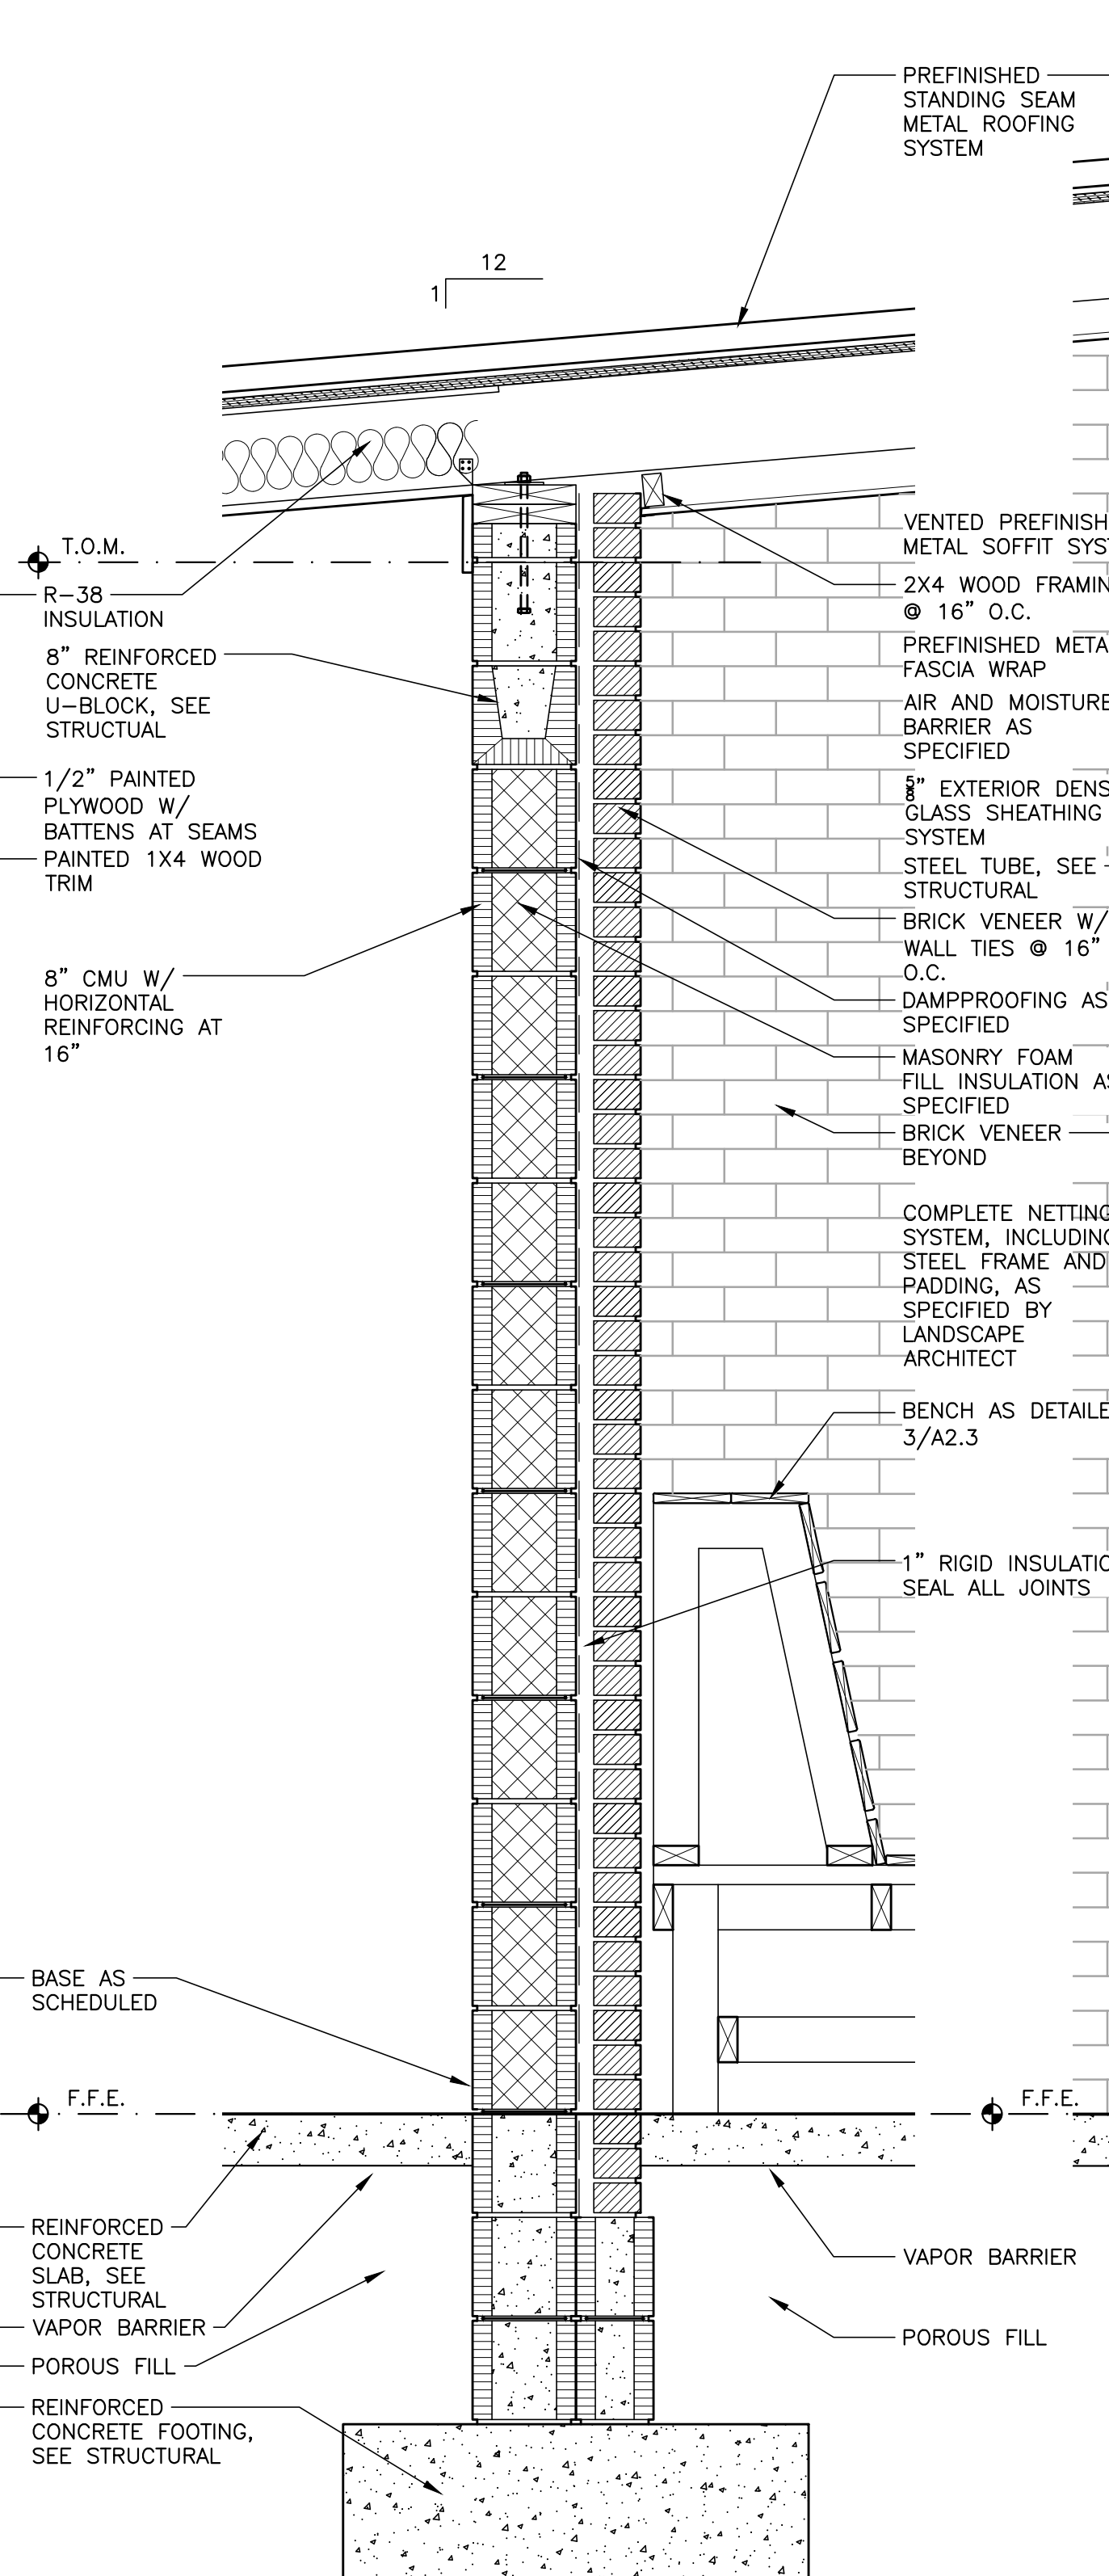 PREFINISHED
STANDING SEAM
METAL ROOFING
SYSTEM
12
1
T.O.M.
R-38
INSULATION
8" REINFORCED
CONCRETE
U-BLOCK, SEE
STRUCTUAL
1/2" PAINTED
PLYWOOD W/
BATTENS AT SEAMS
PAINTED 1X4 WOOD
TRIM
8" CMU W/
HORIZONTAL
REINFORCING AT
16"
VENTED PREFINISH
METAL SOFFIT SYS
2X4 WOOD FRAMIN
@ 16" O.C.
PREFINISHED META
FASCIA WRAP
AIR AND MOISTURE
BARRIER AS
SPECIFIED
5/8" EXTERIOR DENS
GLASS SHEATHING
SYSTEM
STEEL TUBE, SEE
STRUCTURAL
BRICK VENEER W/
WALL TIES @ 16"
O.C.
DAMPPROOFING AS
SPECIFIED
MASONRY FOAM
FILL INSULATION AS
SPECIFIED
BRICK VENEER
BEYOND
COMPLETE NETTING
SYSTEM, INCLUDING
STEEL FRAME AND
PADDING, AS
SPECIFIED BY
LANDSCAPE
ARCHITECT
BENCH AS DETAILE
3/A2.3
1" RIGID INSULATIO
SEAL ALL JOINTS
BASE AS
SCHEDULED
F.F.E.
F.F.E.
REINFORCED
CONCRETE
SLAB, SEE
STRUCTURAL
VAPOR BARRIER
POROUS FILL
REINFORCED
CONCRETE FOOTING,
SEE STRUCTURAL
VAPOR BARRIER
POROUS FILL